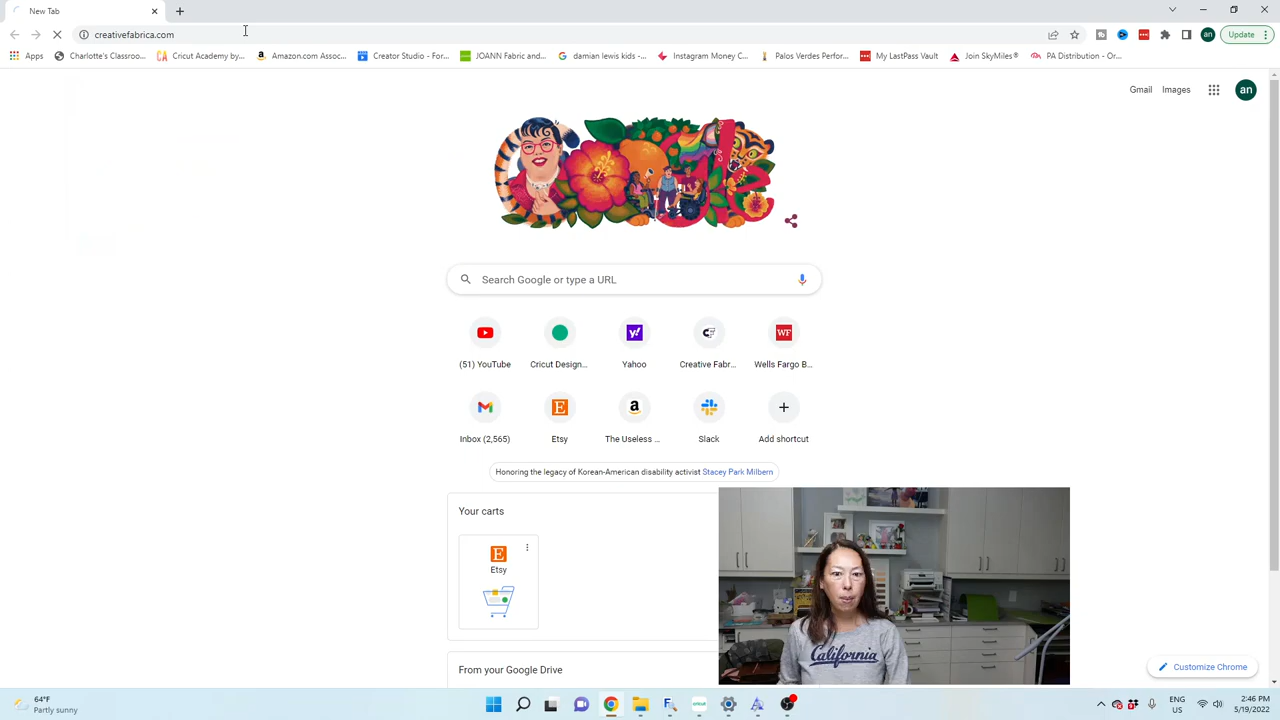 New Tab
creativefabrica.com
Update
Apps
Charlotte's Classroo...
Cricut Academy by...
Amazon.com Assoc...
Creator Studio - For...
JOANN Fabric and...
damian lewis kids -...
Instagram Money C...
Palos Verdes Perfor...
My LastPass Vault
Join SkyMiles®
PA Distribution - Or...
Gmail
Images
an
Search Google or type a URL
(51) YouTube
Cricut Design...
Yahoo
Creative Fabr...
Wells Fargo B...
Inbox (2,565)
Etsy
The Useless ...
Slack
Add shortcut
Honoring the legacy of Korean-American disability activist Stacey Park Milbern
Your carts
Etsy
From your Google Drive
California
Customize Chrome
64°F
Partly sunny
ENG
US
2:46 PM
5/19/2022